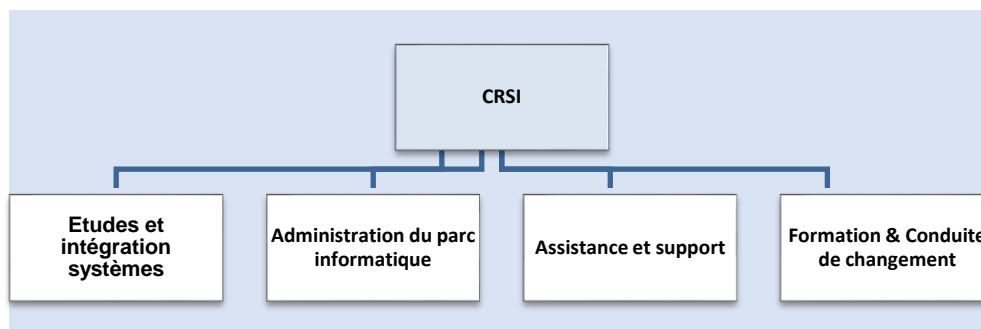 CRSI
Etudes et
intégration
systèmes
Administration du parc
informatique
Assistance et support
Formation & Conduite
de changement